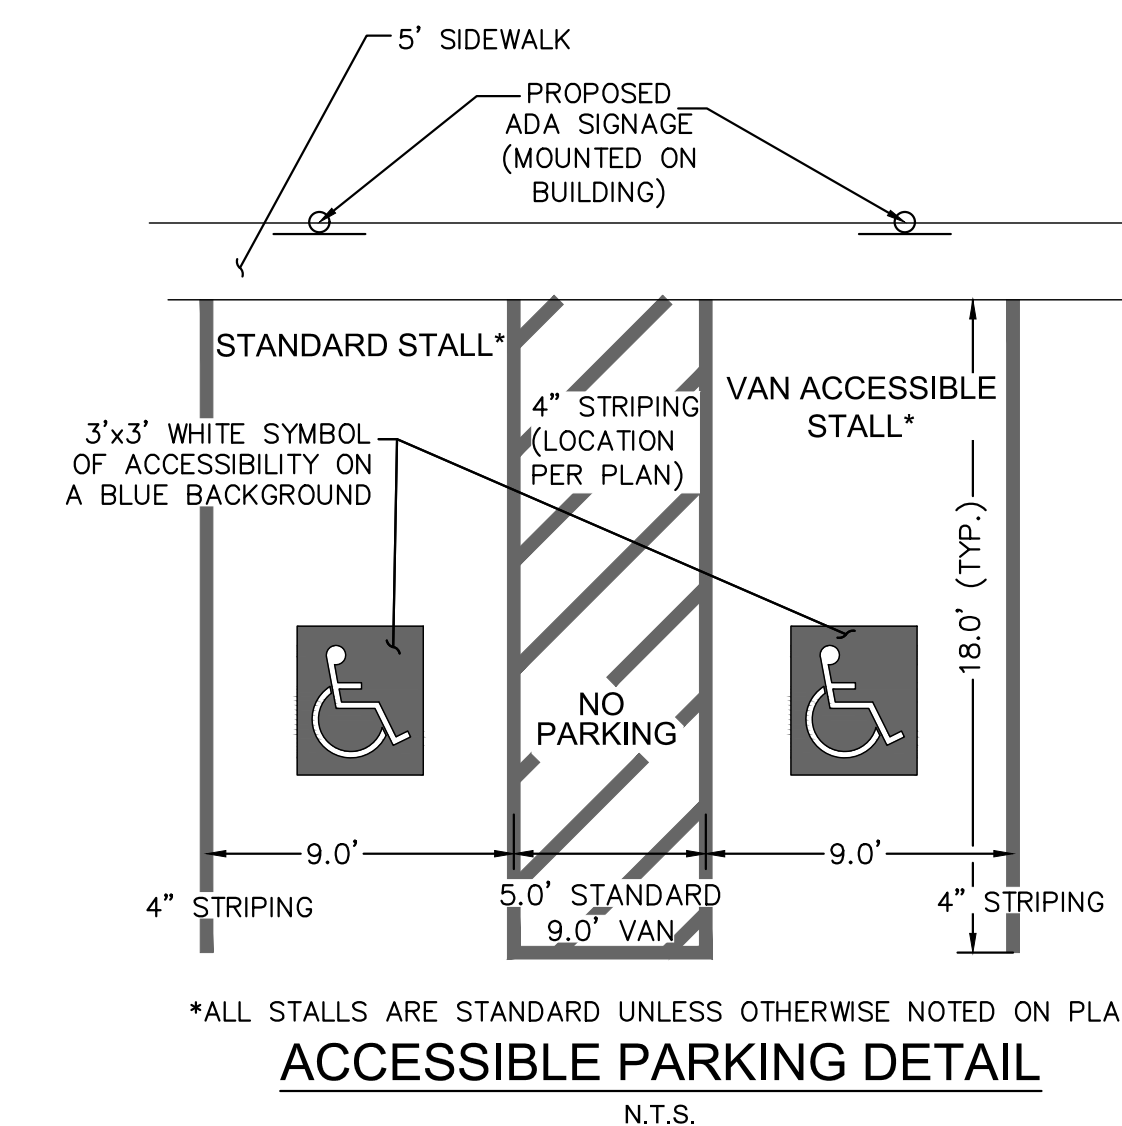 5' SIDEWALK
PROPOSED
ADA SIGNAGE
(MOUNTED ON
BUILDING)
STANDARD STALL*
VAN ACCESSIBLE
STALL*
4" STRIPING
(LOCATION
PER PLAN)
3'x3' WHITE SYMBOL
OF ACCESSIBILITY ON
A BLUE BACKGROUND
18.0' (TYP.)
NO
PARKING
9.0'
9.0'
5.0' STANDARD
9.0' VAN
4" STRIPING
4" STRIPING
*ALL STALLS ARE STANDARD UNLESS OTHERWISE NOTED ON PLA
ACCESSIBLE PARKING DETAIL
N.T.S.